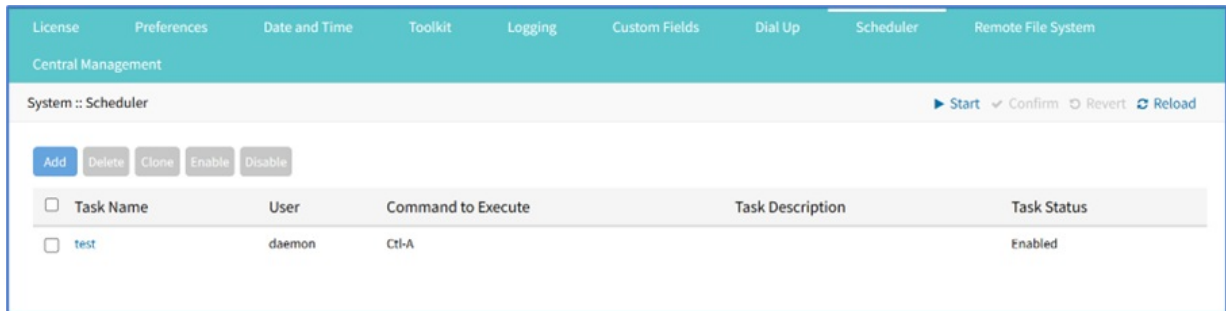 License Preferences Date and Time Toolkit Logging Custom Fields Dial Up Scheduler Remote File System
Central Management
System :: Scheduler Start Confirm Revert Reload
Add Delete Clone Enable Disable
Task Name User Command to Execute Task Description Task Status
test daemon Ctl-A Enabled